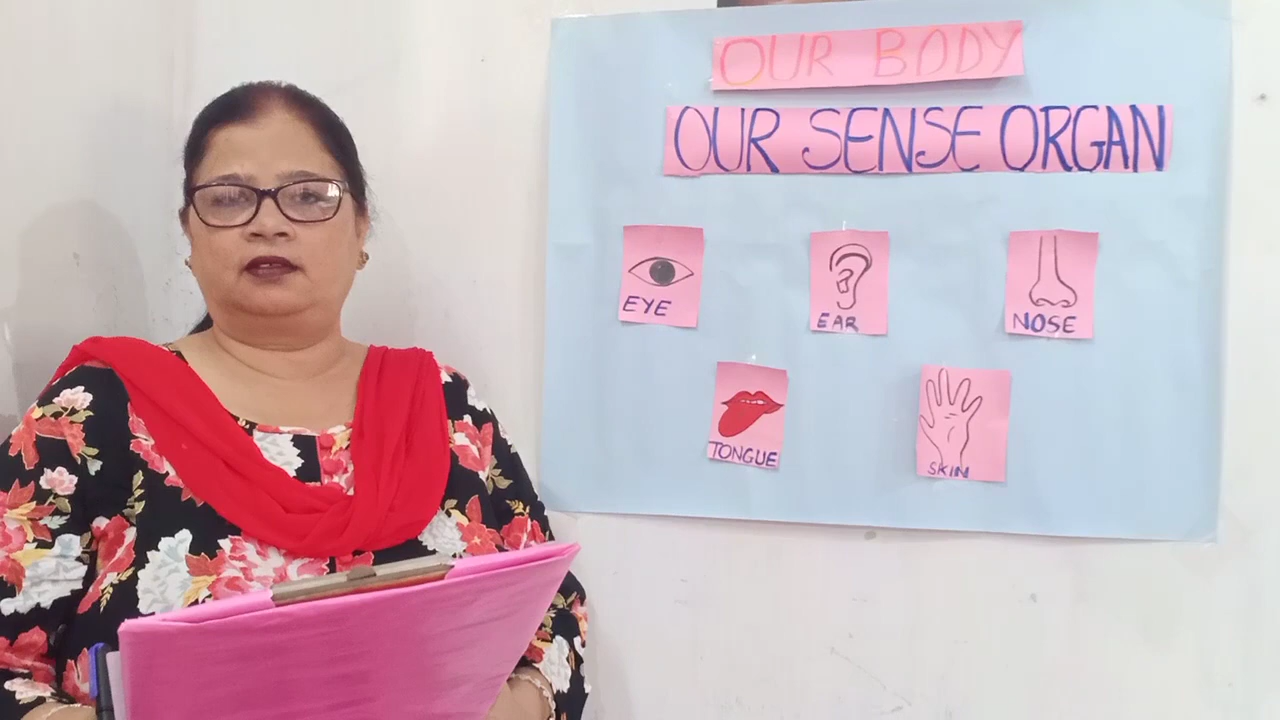 OUR BODY
OUR SENSE ORGAN
EYE
EAR
NOSE
TONGUE
SKIN